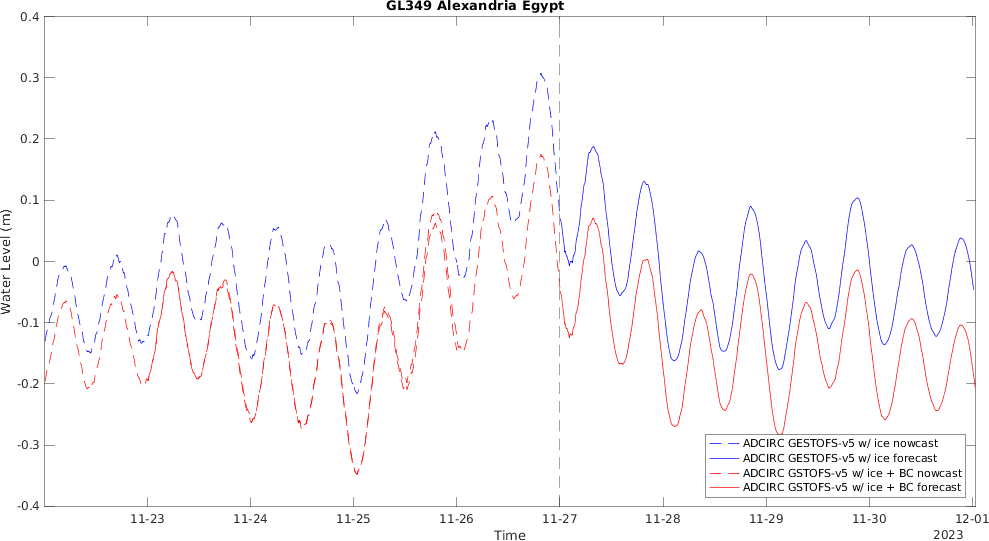 GL349 Alexandria Egypt
0.4
0.3
0.2
0.1
0
-0.1
-0.2
-0.3
-0.4
Water Level (m)
11-23
11-24
11-25
11-26
11-27
11-28
11-29
11-30
12-01
Time
2023
ADCIRC GESTOFS-v5 w/ ice nowcast
ADCIRC GESTOFS-v5 w/ ice forecast
ADCIRC GSTOFS-v5 w/ ice + BC nowcast
ADCIRC GSTOFS-v5 w/ ice + BC forecast